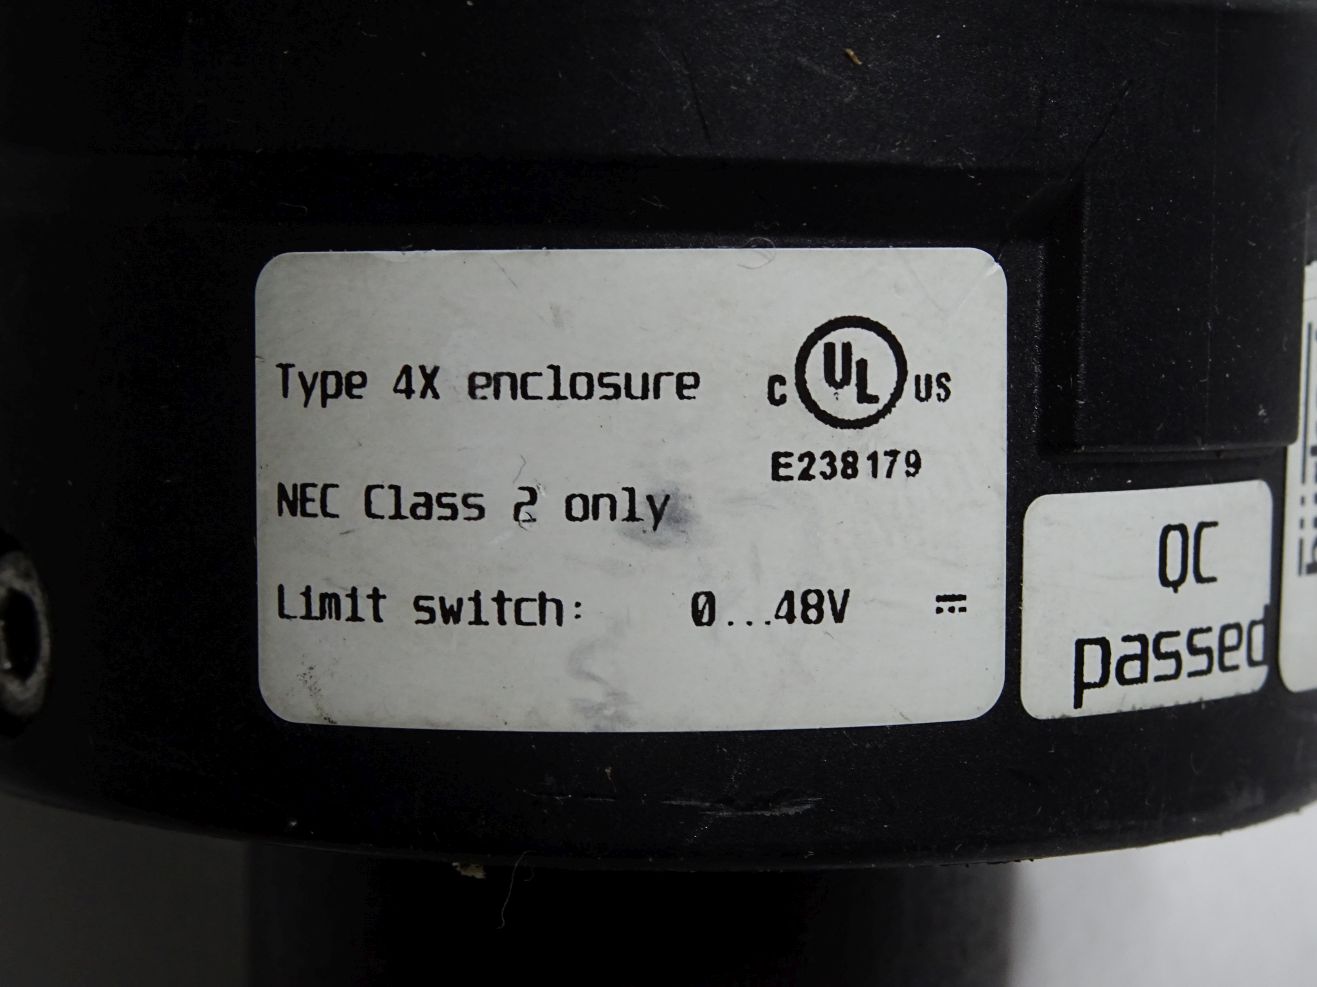 Type 4X enclosure
c UL US
E238179
NEC Class 2 only
Limit switch: 0...48V ⎓
QC
passed